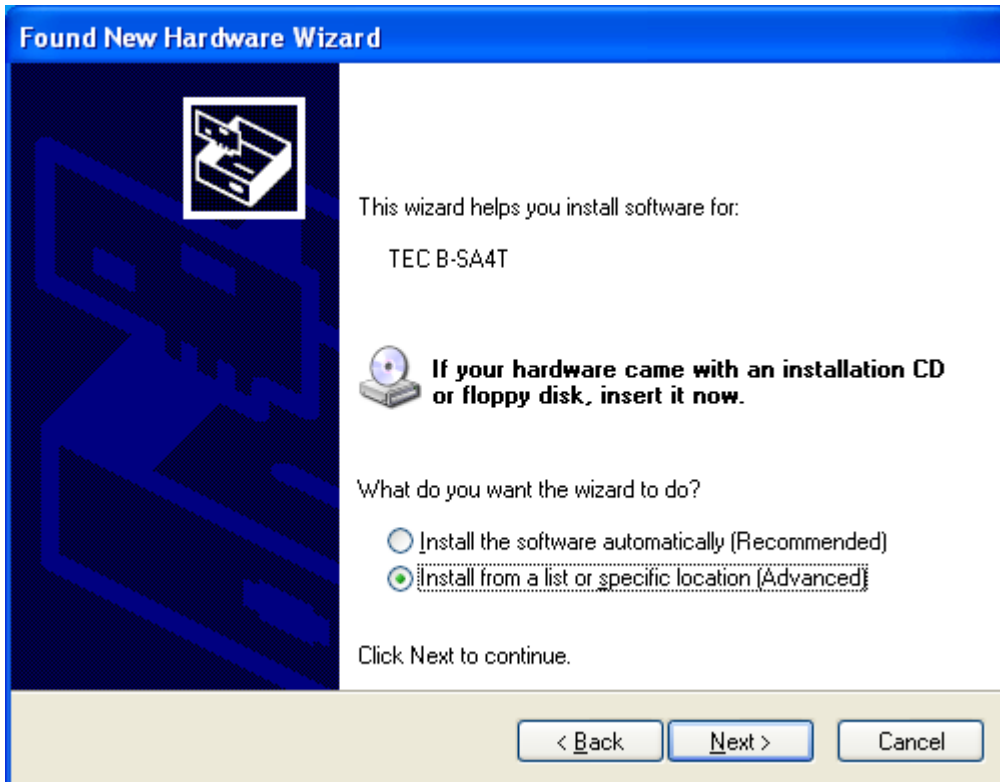 Found New Hardware Wizard
This wizard helps you install software for:
TEC B-SA4T
If your hardware came with an installation CD
or floppy disk, insert it now.
What do you want the wizard to do?
Install the software automatically (Recommended)
Install from a list or specific location (Advanced)
Click Next to continue.
< Back
Next >
Cancel